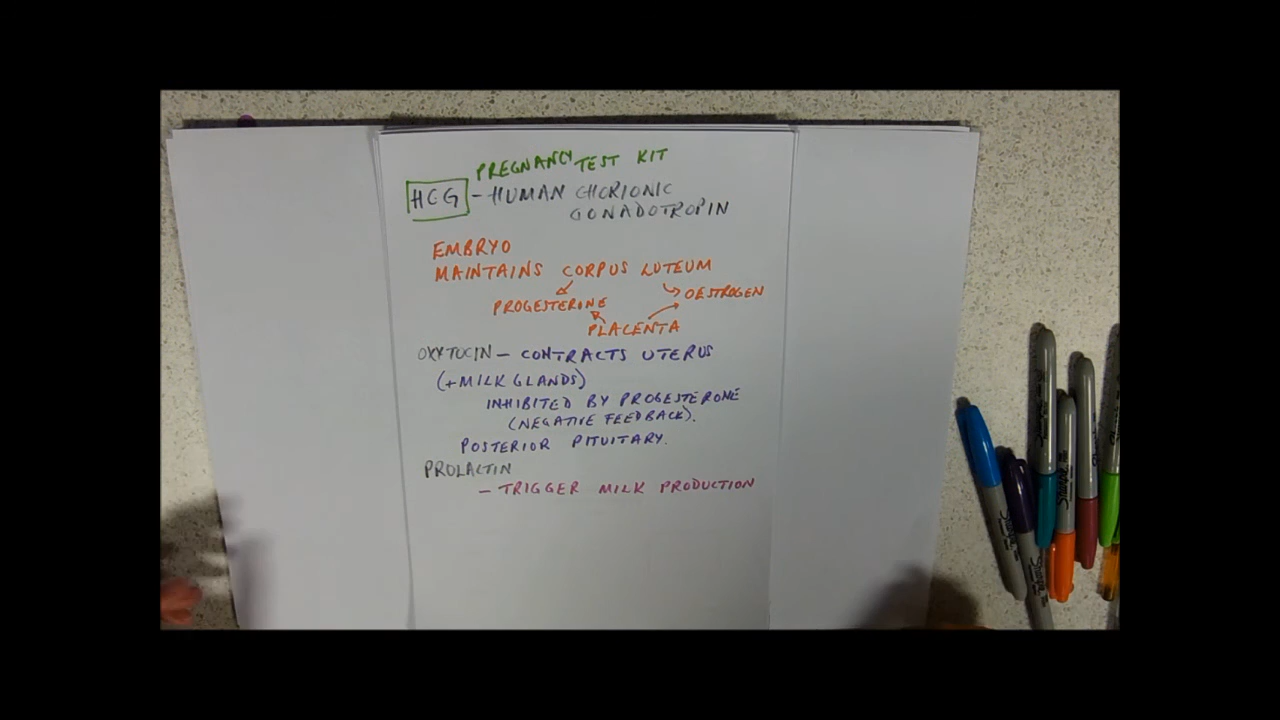 PREGNANCY TEST KIT
HCG - HUMAN CHORIONIC
GONADOTROPIN
EMBRYO
MAINTAINS CORPUS LUTEUM
PROGESTERONE OESTROGEN
PLACENTA
OXYTOCIN - CONTRACTS UTERUS
(+MILK GLANDS)
INHIBITED BY PROGESTERONE
(NEGATIVE FEEDBACK).
POSTERIOR PITUITARY.
PROLACTIN
- TRIGGER MILK PRODUCTION
Sharpie